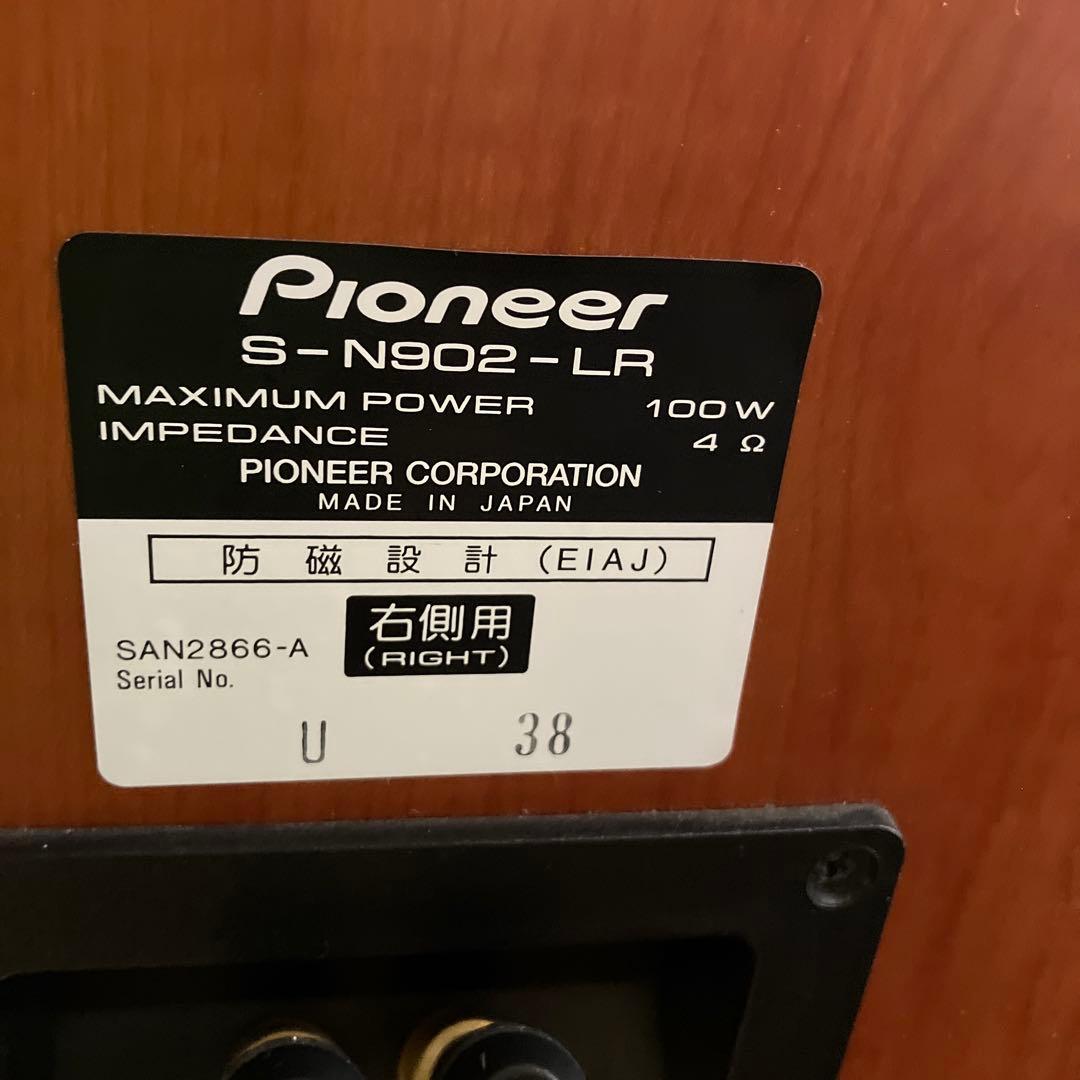 Pioneer
S-N902-LR
MAXIMUM POWER 100W
IMPEDANCE 4 Ω
PIONEER CORPORATION
MADE IN JAPAN
防磁設計 (EIAJ)
右側用
(RIGHT)
SAN2866-A
Serial No.
U 38